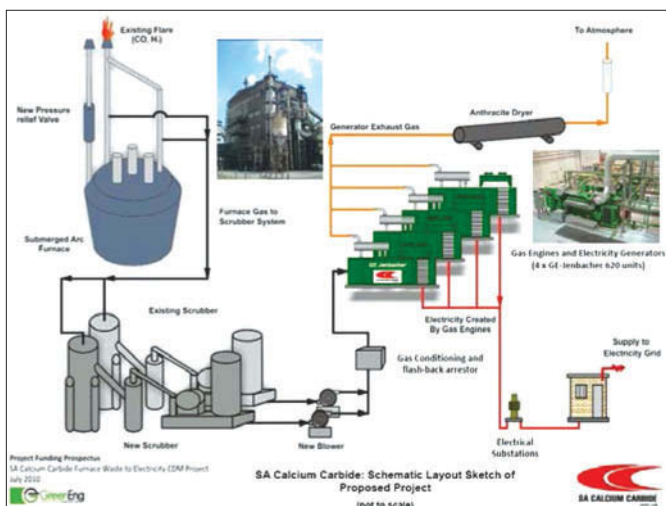 Existing Flare
(CO, H₂)
To Atmosphere
New Pressure
relief Valve
Anthracite Dryer
Generator Exhaust Gas
Furnace Gas to
Scrubber System
Submerged Arc
Furnace
GE Jenbacher
Gas Engines and Electricity Generators
(4 x GE-Jenbacher 620 units)
Existing Scrubber
Electricity Created
By Gas Engines
Supply to
Electricity Grid
Gas Conditioning and
flash-back arrestor
New Scrubber
New Blower
Electrical
Substations
Project Funding Prospectus
SA Calcium Carbide Furnace Waste to Electricity CDM Project
July 2010
GreenEng
SA Calcium Carbide: Schematic Layout Sketch of
Proposed Project
(not to scale)
SA CALCIUM CARBIDE